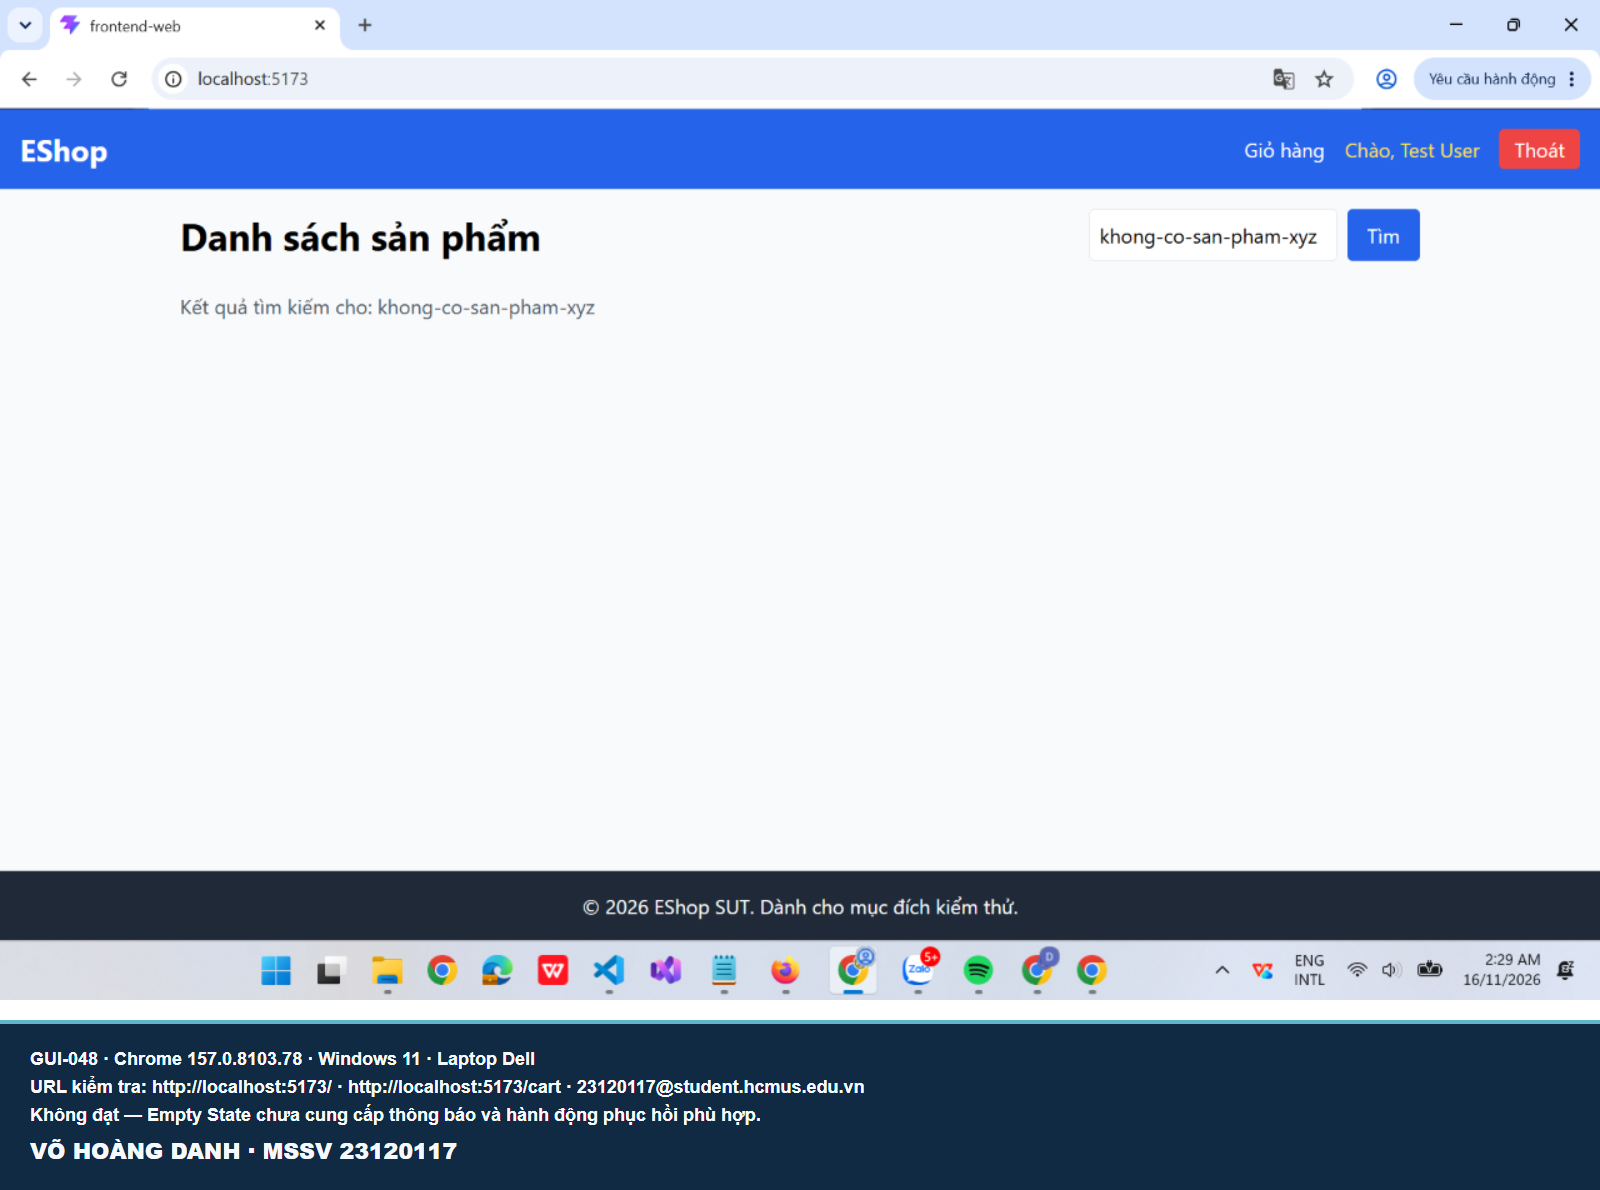 frontend-web
localhost:5173
Yêu cầu hành động
EShop
Giỏ hàng
Chào, Test User
Thoát
Danh sách sản phẩm
khong-co-san-pham-xyz
Tìm
Kết quả tìm kiếm cho: khong-co-san-pham-xyz
© 2026 EShop SUT. Dành cho mục đích kiểm thử.
Zalo
5+
D
ENG
INTL
2:29 AM
16/11/2026
GUI-048 · Chrome 157.0.8103.78 · Windows 11 · Laptop Dell
URL kiểm tra: http://localhost:5173/ · http://localhost:5173/cart · 23120117@student.hcmus.edu.vn
Không đạt — Empty State chưa cung cấp thông báo và hành động phục hồi phù hợp.
VÕ HOÀNG DANH · MSSV 23120117